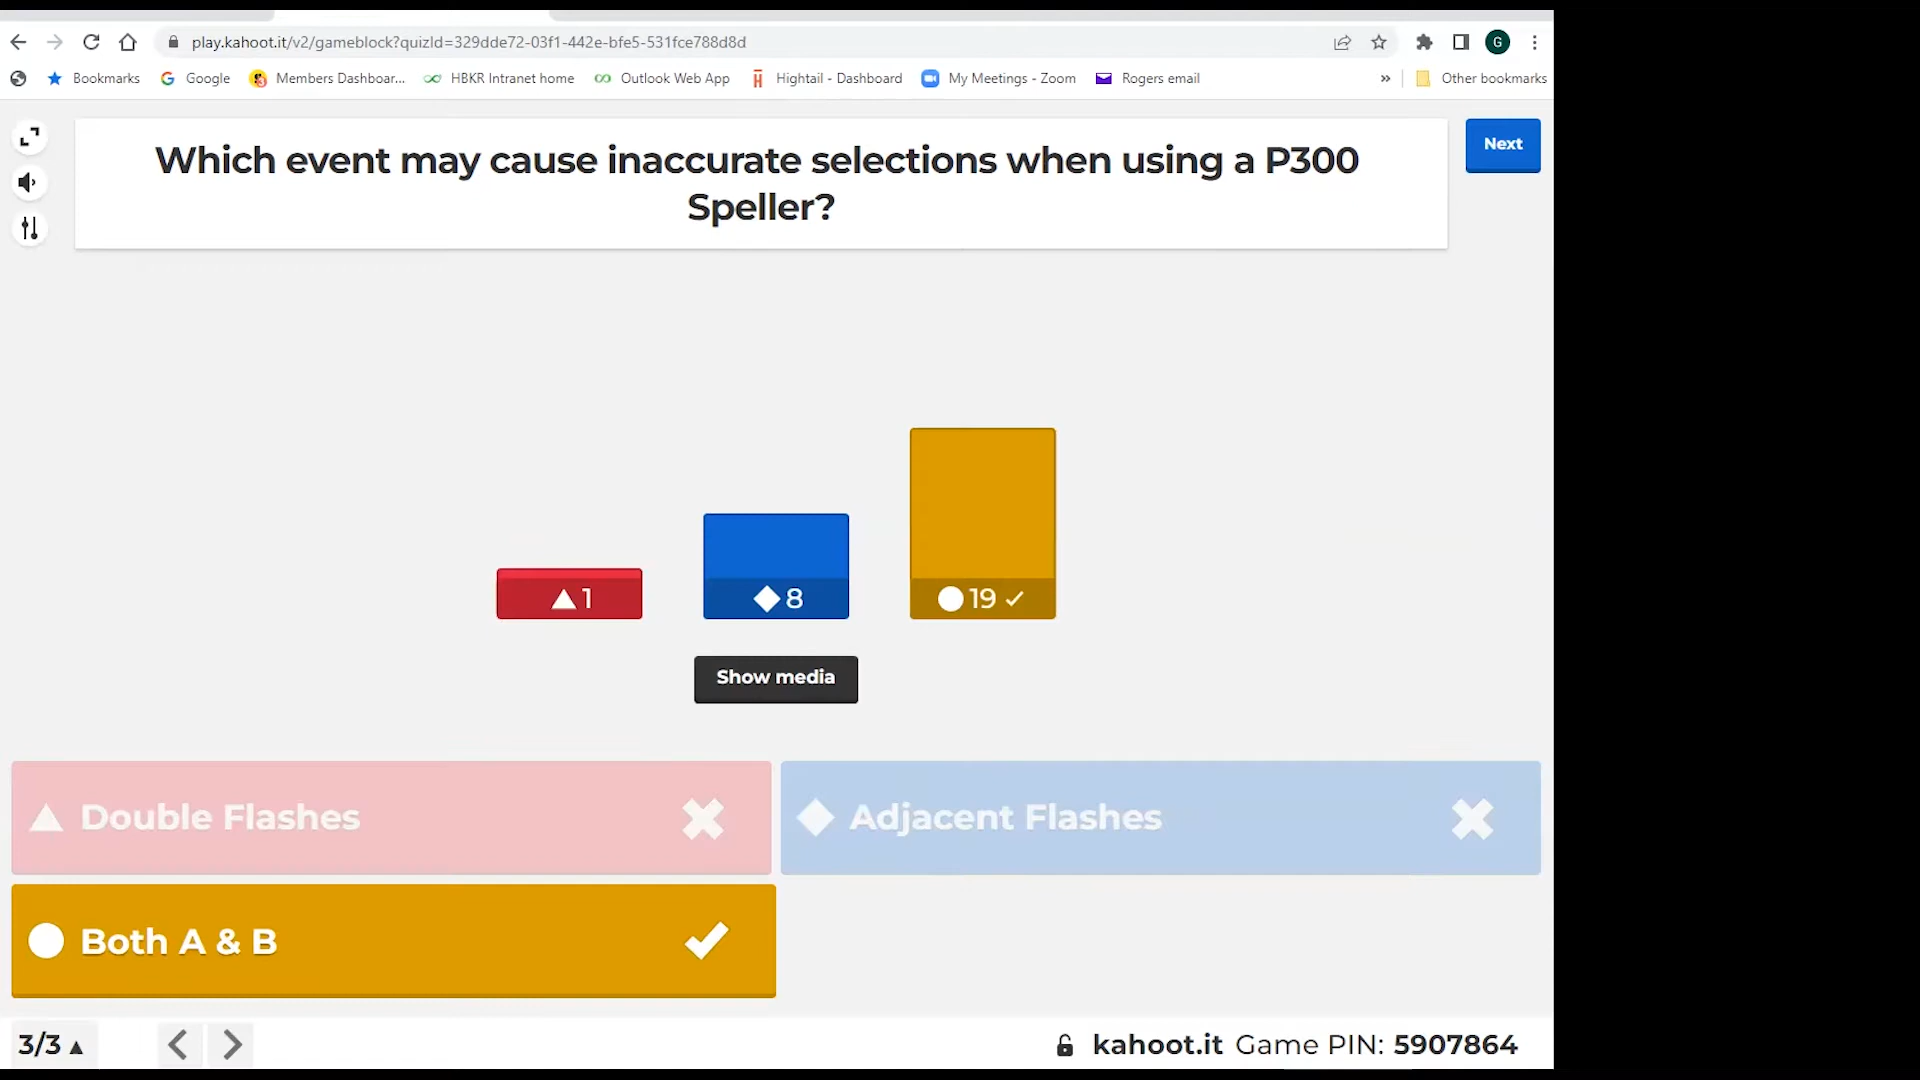 play.kahoot.it/v2/gameblock?quizId=329dde72-03f1-442e-bfe5-531fce788d8d
G
Bookmarks Google Members Dashboar... HBKR Intranet home Outlook Web App Hightail - Dashboard My Meetings - Zoom Rogers email » Other bookmarks
Which event may cause inaccurate selections when using a P300
Speller?
Next
1
8
19
Show media
Double Flashes
Adjacent Flashes
Both A & B
3/3
kahoot.it Game PIN: 5907864